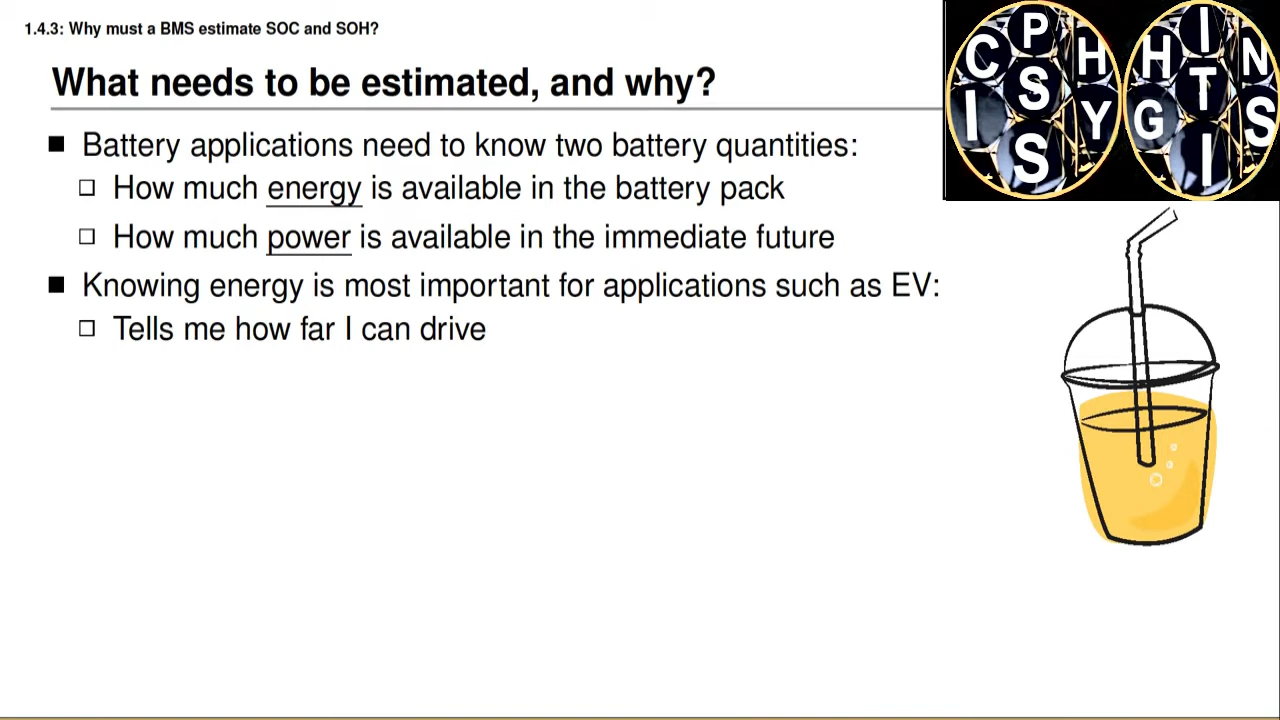 1.4.3: Why must a BMS estimate SOC and SOH?
What needs to be estimated, and why?
Battery applications need to know two battery quantities:
How much energy is available in the battery pack
How much power is available in the immediate future
Knowing energy is most important for applications such as EV:
Tells me how far I can drive
P
C H
S
I Y
S
I
H N
T
G S
I